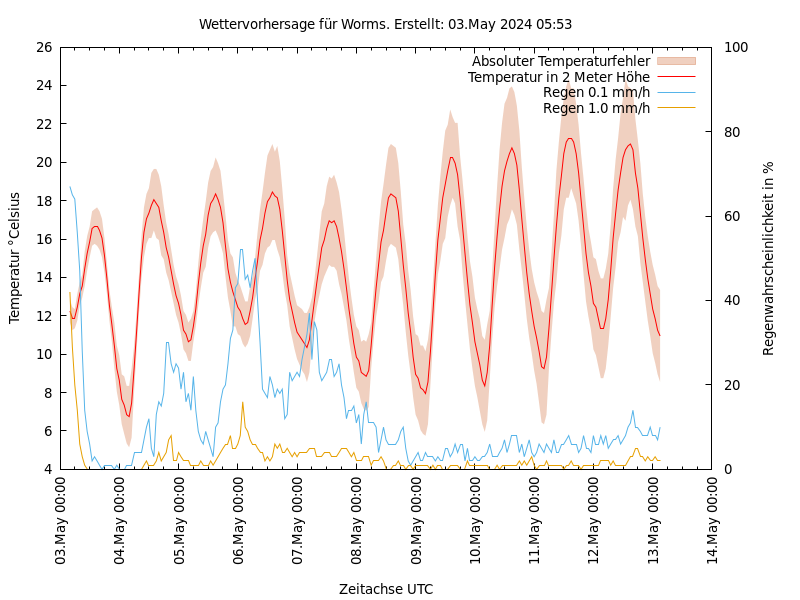 Wettervorhersage für Worms. Erstellt: 03.May 2024 05:53
Absoluter Temperaturfehler
Temperatur in 2 Meter Höhe
Regen 0.1 mm/h
Regen 1.0 mm/h
Temperatur °Celsius
26
24
22
20
18
16
14
12
10
8
6
4
100
80
60
40
20
0
Regenwahrscheinlichkeit in %
03.May 00:00
04.May 00:00
05.May 00:00
06.May 00:00
07.May 00:00
08.May 00:00
09.May 00:00
10.May 00:00
11.May 00:00
12.May 00:00
13.May 00:00
14.May 00:00
Zeitachse UTC